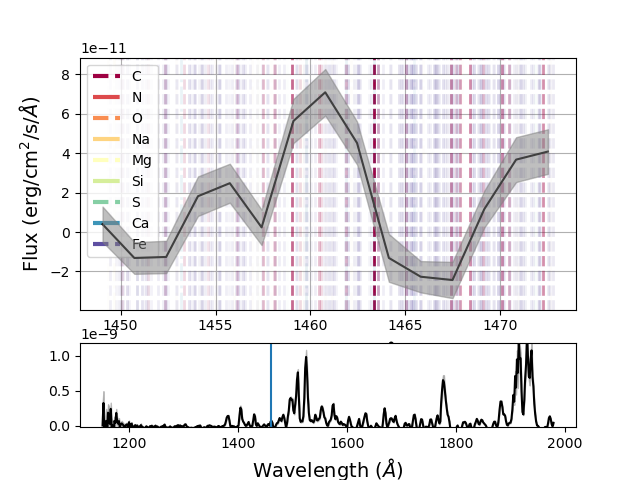 1e−11
8
6
4
2
0
−2
Flux (erg/cm²/s/Å)
C
N
O
Na
Mg
Si
S
Ca
Fe
1450 1455 1460 1465 1470
1e−9
1.0
0.5
0.0
1200 1400 1600 1800 2000
Wavelength (Å)